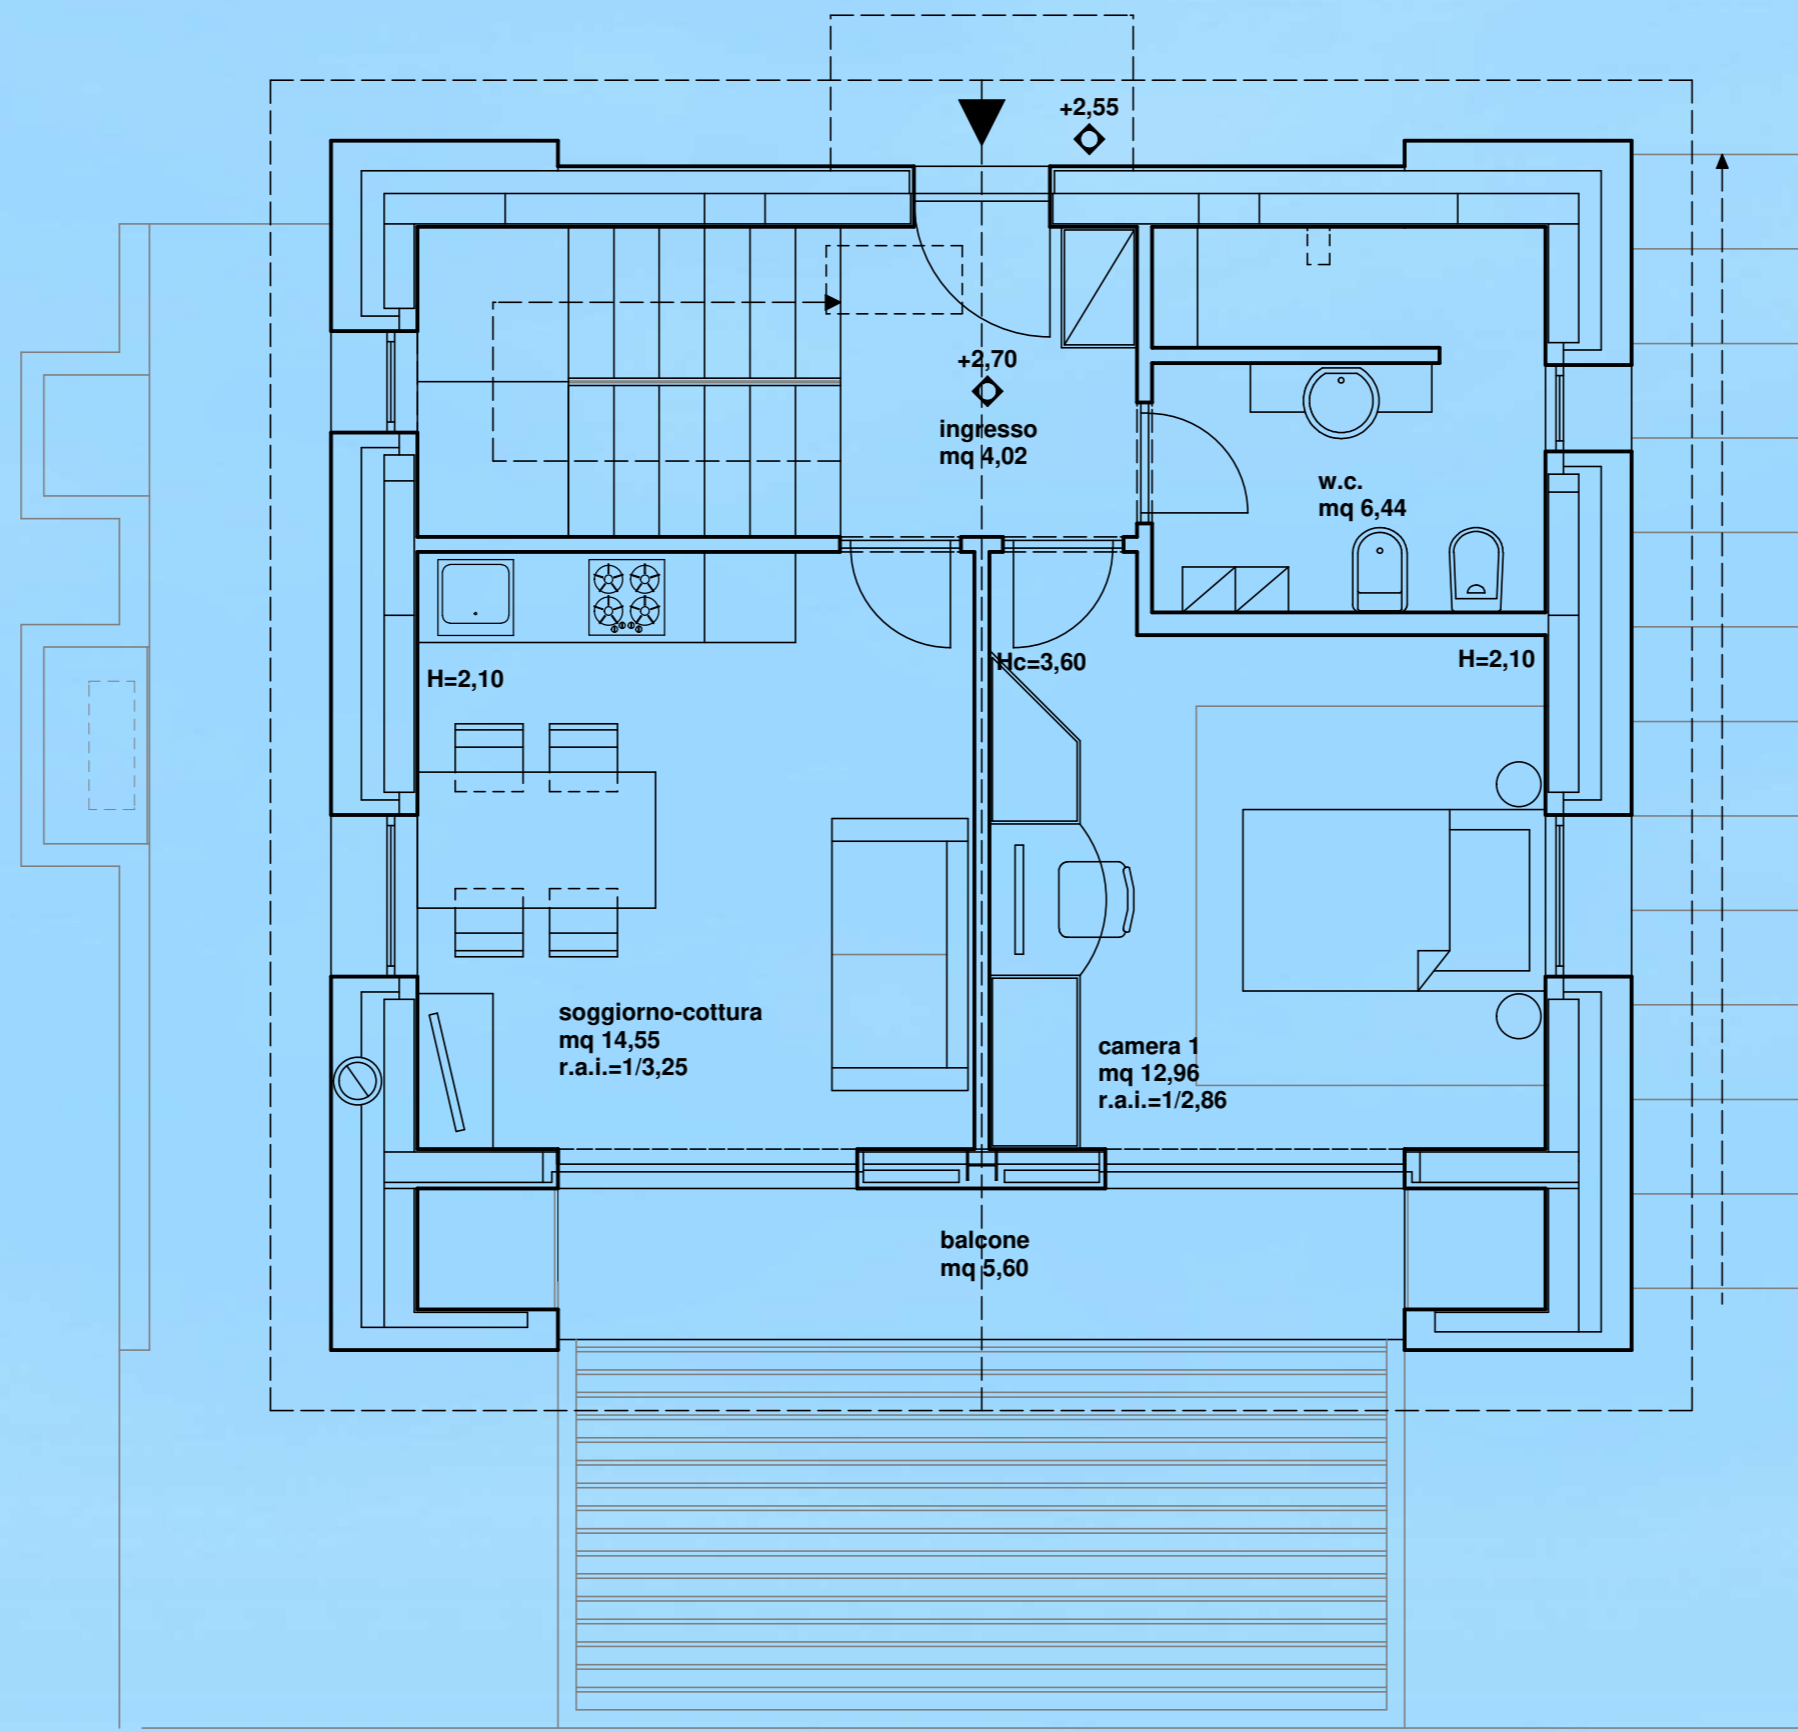 +2,55
+2,70
ingresso
mq 4,02
w.c.
mq 6,44
H=2,10
Hc=3,60
H=2,10
soggiorno-cottura
mq 14,55
r.a.i.=1/3,25
camera 1
mq 12,96
r.a.i.=1/2,86
balcone
mq 5,60